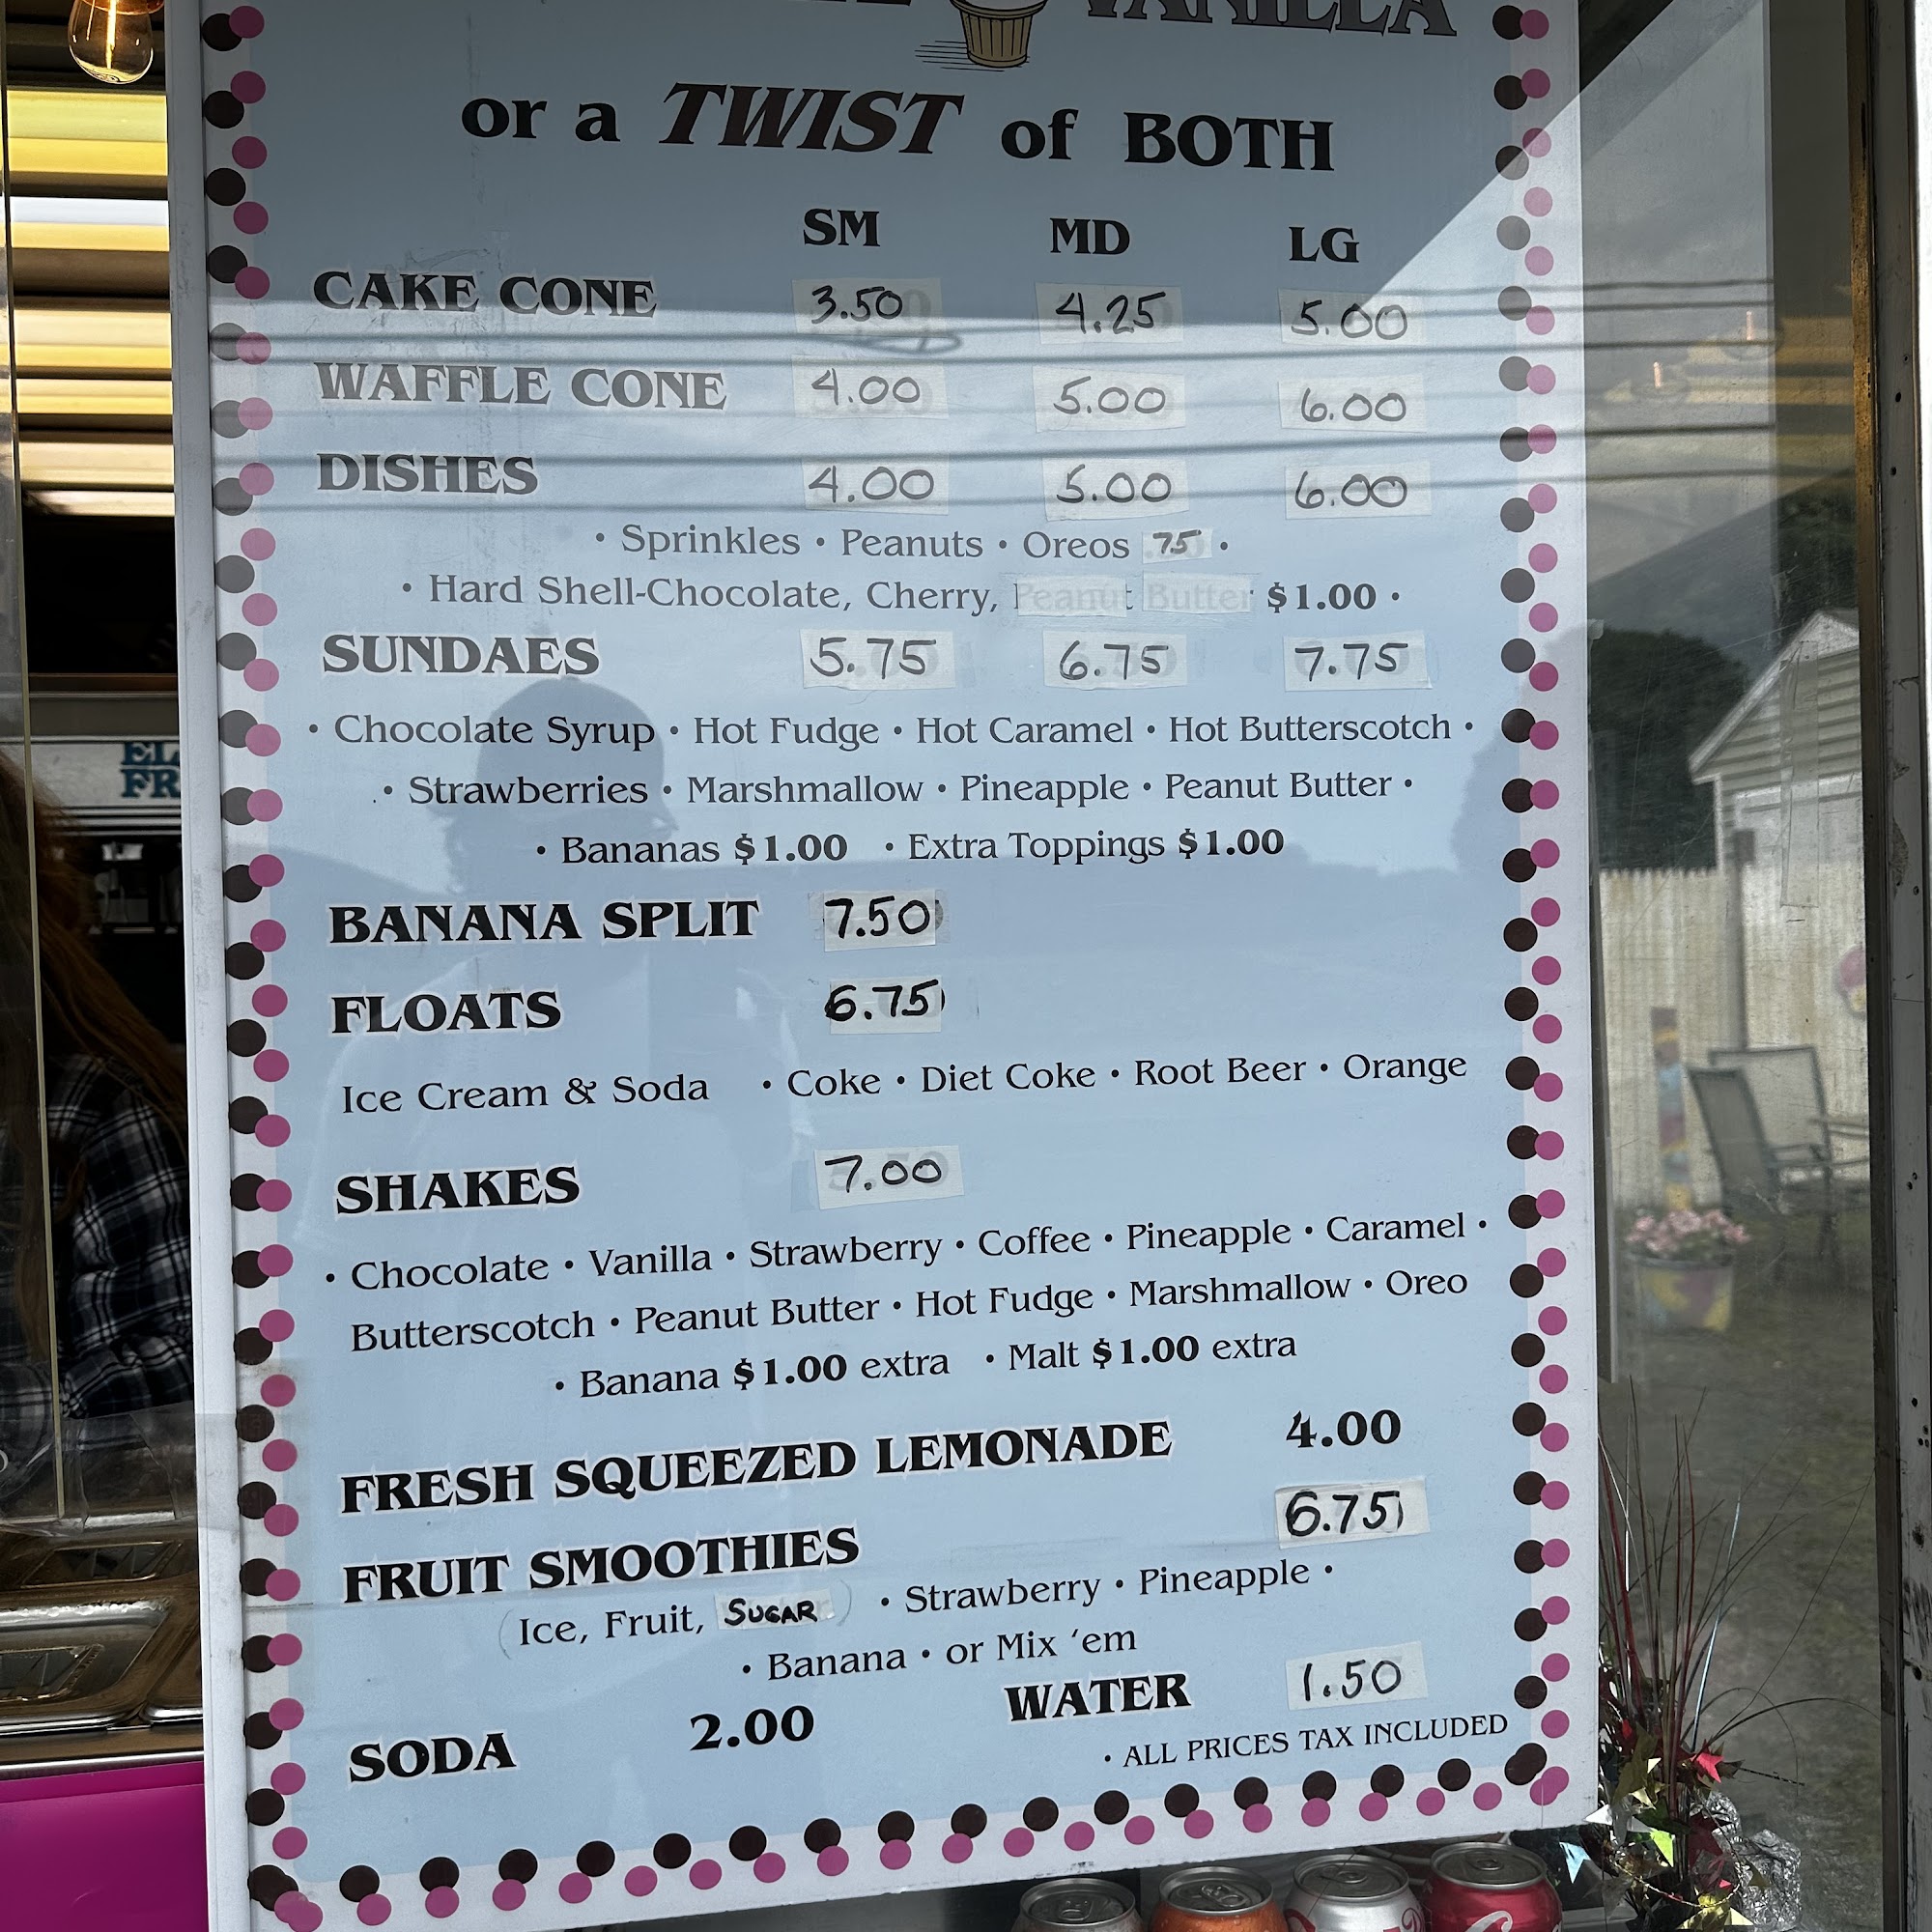 VANILLA
or a TWIST of BOTH
SM MD LG
CAKE CONE 3.50 4.25 5.00
WAFFLE CONE 4.00 5.00 6.00
DISHES 4.00 5.00 6.00
• Sprinkles • Peanuts • Oreos .75 •
• Hard Shell-Chocolate, Cherry, Peanut Butter $1.00 •
SUNDAES 5.75 6.75 7.75
• Chocolate Syrup • Hot Fudge • Hot Caramel • Hot Butterscotch •
• Strawberries • Marshmallow • Pineapple • Peanut Butter •
• Bananas $1.00 • Extra Toppings $1.00
BANANA SPLIT 7.50
FLOATS 6.75
Ice Cream & Soda • Coke • Diet Coke • Root Beer • Orange
SHAKES 7.00
• Chocolate • Vanilla • Strawberry • Coffee • Pineapple • Caramel •
Butterscotch • Peanut Butter • Hot Fudge • Marshmallow • Oreo
• Banana $1.00 extra • Malt $1.00 extra
FRESH SQUEEZED LEMONADE 4.00
FRUIT SMOOTHIES 6.75
(Ice, Fruit, SUGAR) • Strawberry • Pineapple •
• Banana • or Mix ‘em
SODA 2.00 WATER 1.50
• ALL PRICES TAX INCLUDED